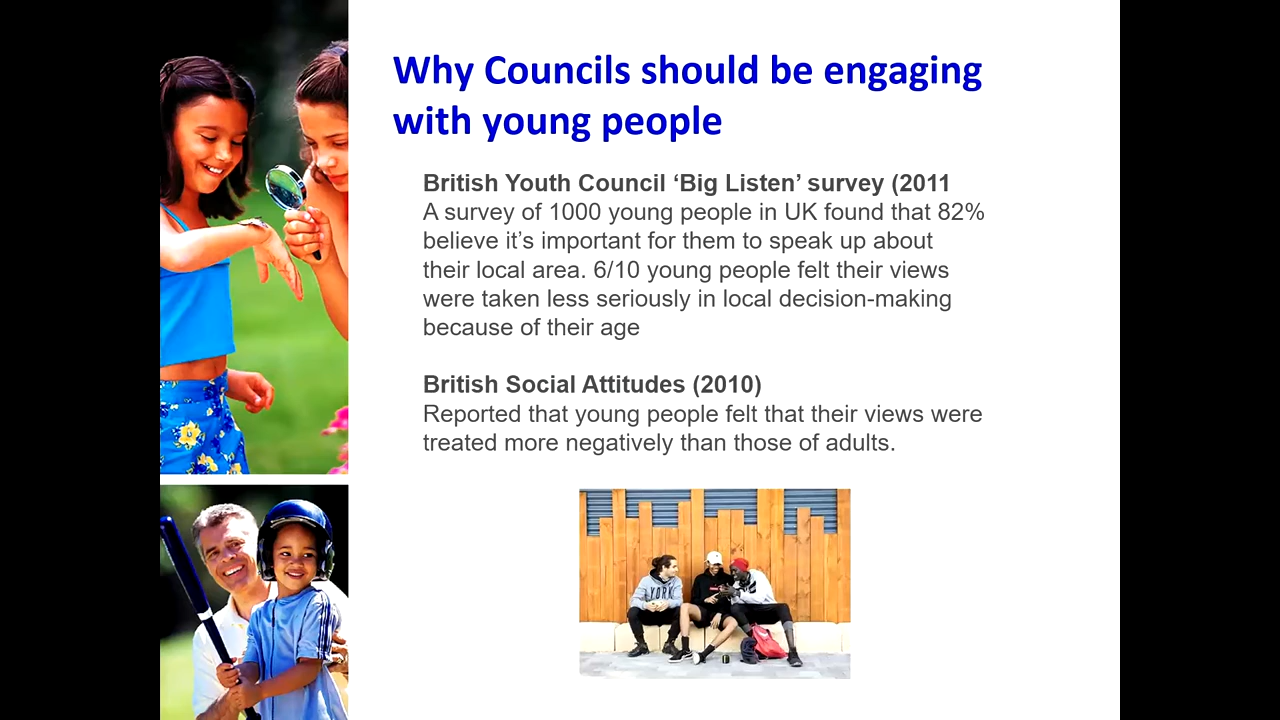 Why Councils should be engaging
with young people
British Youth Council ‘Big Listen’ survey (2011
A survey of 1000 young people in UK found that 82%
believe it’s important for them to speak up about
their local area. 6/10 young people felt their views
were taken less seriously in local decision-making
because of their age
British Social Attitudes (2010)
Reported that young people felt that their views were
treated more negatively than those of adults.
YORK